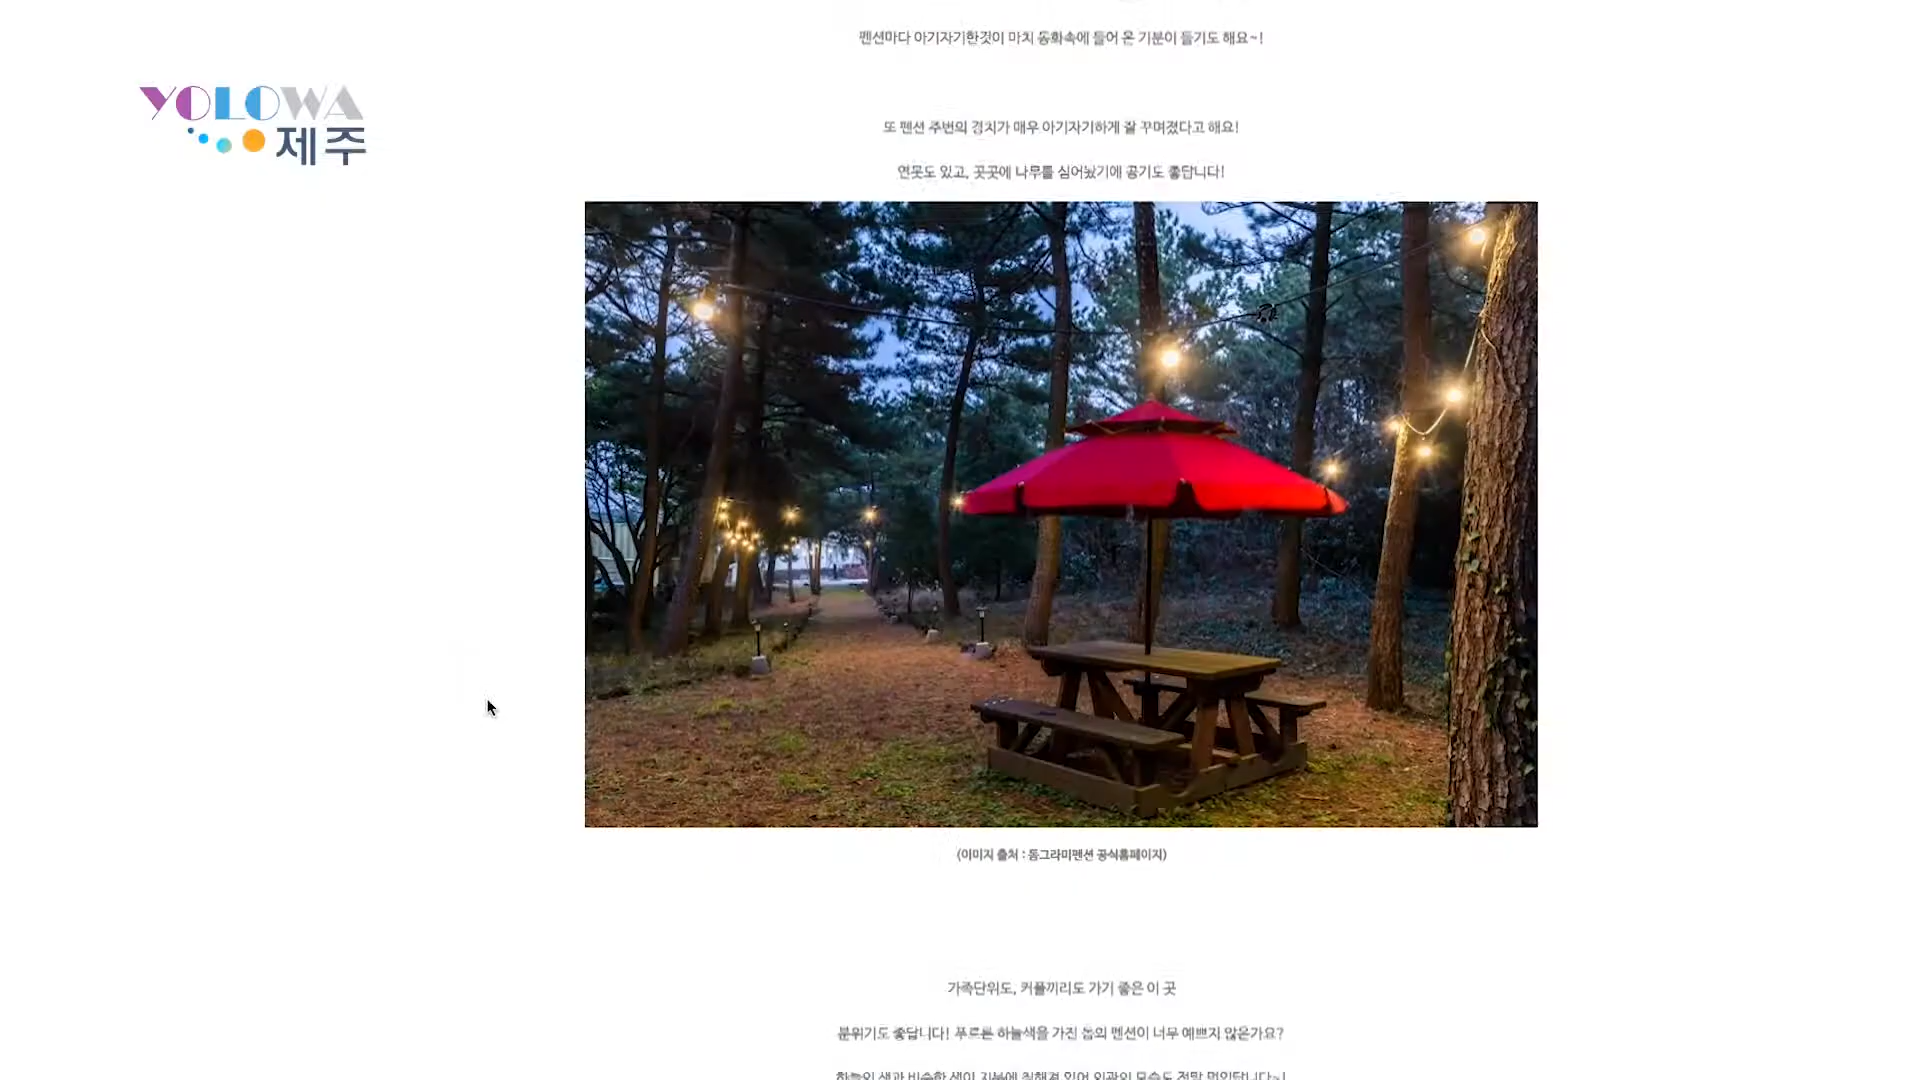 펜션마다 아기자기한것이 마치 동화속에 들어 온 기분이 들기도 해요~!
YOLOWA
제주
또 펜션 주변의 경치가 매우 아기자기하게 잘 꾸며졌다고 해요!
연못도 있고, 곳곳에 나무를 심어놨기에 공기도 좋답니다!
(이미지 출처 : 동그라미펜션 공식홈페이지)
가족단위도, 커플끼리도 가기 좋은 이 곳
분위기도 좋답니다! 푸르른 하늘색을 가진 돔의 펜션이 너무 예쁘지 않은가요?